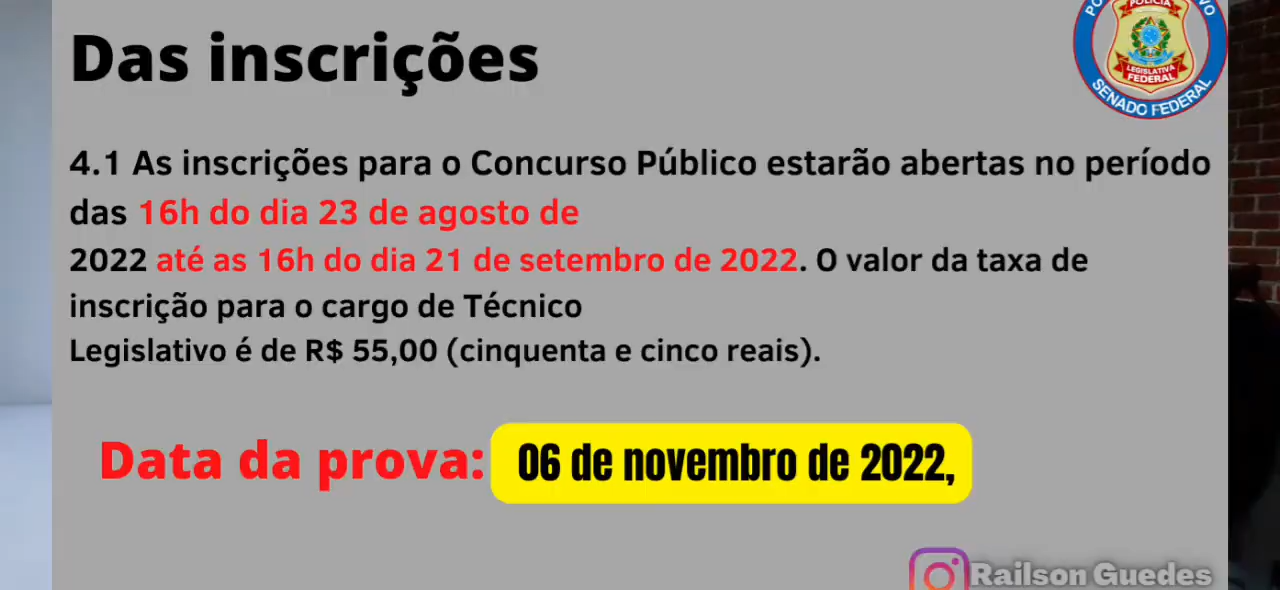 Das inscrições
POLÍCIA
LEGISLATIVA
FEDERAL
SENADO FEDERAL
4.1 As inscrições para o Concurso Público estarão abertas no período
das 16h do dia 23 de agosto de
2022 até as 16h do dia 21 de setembro de 2022. O valor da taxa de
inscrição para o cargo de Técnico
Legislativo é de R$ 55,00 (cinquenta e cinco reais).
Data da prova: 06 de novembro de 2022,
Railson Guedes